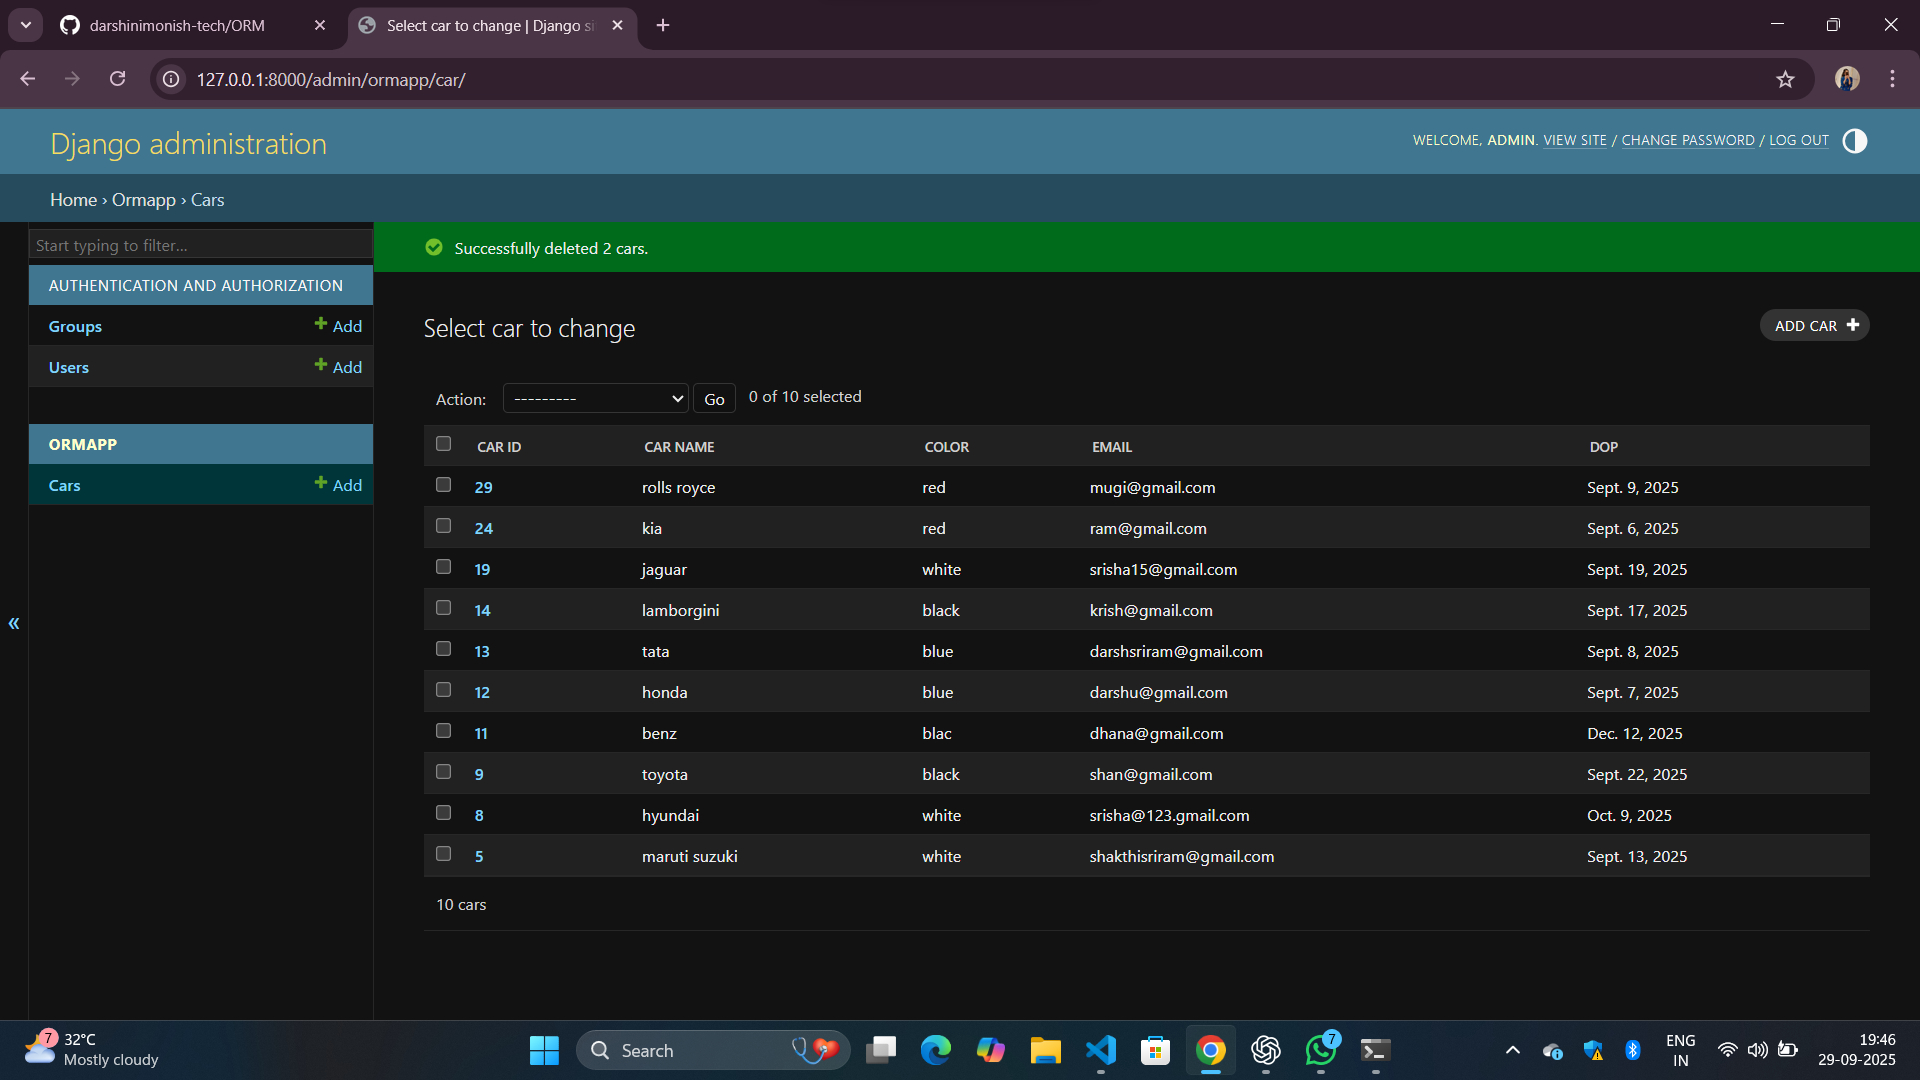 darshinimonish-tech/ORM
Select car to change | Django si
127.0.0.1:8000/admin/ormapp/car/
Django administration
WELCOME, ADMIN. VIEW SITE / CHANGE PASSWORD / LOG OUT
Home › Ormapp › Cars
Start typing to filter...
AUTHENTICATION AND AUTHORIZATION
Groups + Add
Users + Add
ORMAPP
Cars + Add
«
Successfully deleted 2 cars.
Select car to change
ADD CAR +
Action: --------- Go 0 of 10 selected
CAR ID CAR NAME COLOR EMAIL DOP
29 rolls royce red mugi@gmail.com Sept. 9, 2025
24 kia red ram@gmail.com Sept. 6, 2025
19 jaguar white srisha15@gmail.com Sept. 19, 2025
14 lamborgini black krish@gmail.com Sept. 17, 2025
13 tata blue darshsriram@gmail.com Sept. 8, 2025
12 honda blue darshu@gmail.com Sept. 7, 2025
11 benz blac dhana@gmail.com Dec. 12, 2025
9 toyota black shan@gmail.com Sept. 22, 2025
8 hyundai white srisha@123.gmail.com Oct. 9, 2025
5 maruti suzuki white shakthisriram@gmail.com Sept. 13, 2025
10 cars
7
32°C
Mostly cloudy
Search
7
ENG
IN
19:46
29-09-2025